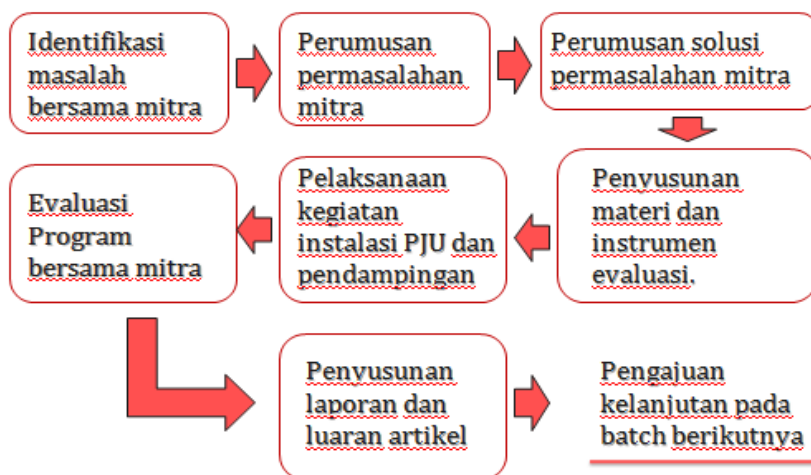 Identifikasi
masalah
bersama mitra
Perumusan
permasalahan
mitra
Perumusan solusi
permasalahan mitra
Penyusunan
materi dan
instrumen
evaluasi.
Pelaksanaan
kegiatan
instalasi PJU dan
pendampingan
Evaluasi
Program
bersama mitra
Penyusunan
laporan dan
luaran artikel
Pengajuan
kelanjutan pada
batch berikutnya